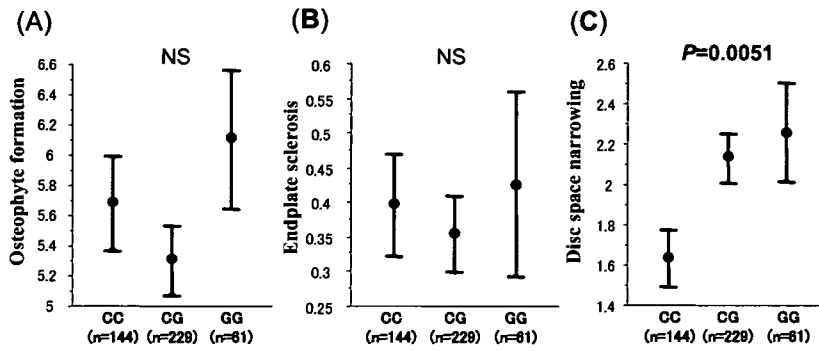 (A)
NS
Osteophyte formation
6.6
6.4
6.2
6
5.8
5.6
5.4
5.2
5
CC CG GG
(n=144) (n=229) (n=61)
(B)
NS
Endplate sclerosis
0.6
0.55
0.5
0.45
0.4
0.35
0.3
0.25
CC CG GG
(n=144) (n=229) (n=61)
(C)
P=0.0051
Disc space narrowing
2.6
2.4
2.2
2
1.8
1.6
1.4
CC CG GG
(n=144) (n=229) (n=61)